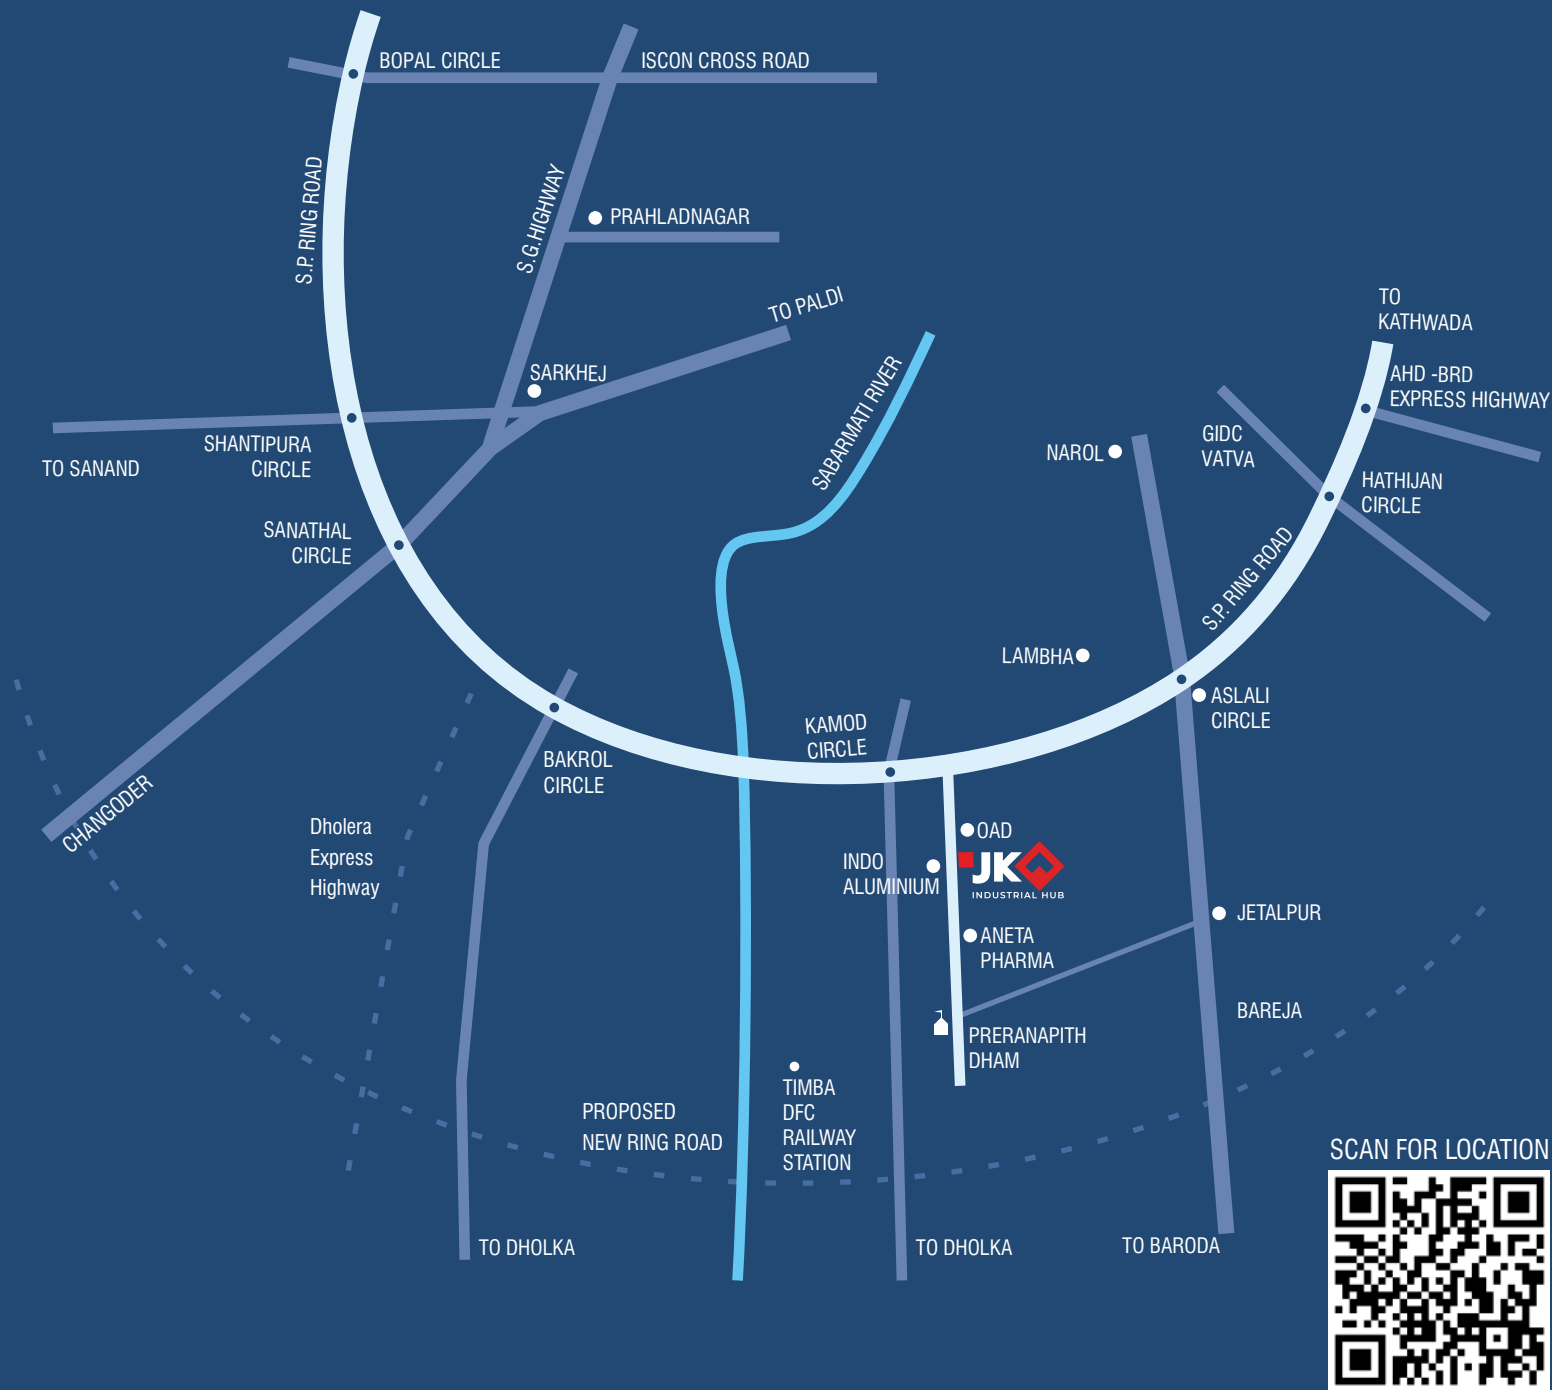 BOPAL CIRCLE
ISCON CROSS ROAD
S.P. RING ROAD
S.G.HIGHWAY
PRAHLADNAGAR
TO PALDI
SARKHEJ
SABARMATI RIVER
TO
KATHWADA
AHD -BRD
EXPRESS HIGHWAY
GIDC
VATVA
NAROL
HATHIJAN
CIRCLE
SHANTIPURA
CIRCLE
TO SANAND
SANATHAL
CIRCLE
S.P. RING ROAD
LAMBHA
ASLALI
CIRCLE
KAMOD
CIRCLE
BAKROL
CIRCLE
CHANGODER
Dholera
Express
Highway
OAD
INDO
ALUMINIUM
JK
INDUSTRIAL HUB
ANETA
PHARMA
JETALPUR
BAREJA
PRERANAPITH
DHAM
TIMBA
DFC
RAILWAY
STATION
PROPOSED
NEW RING ROAD
SCAN FOR LOCATION
TO DHOLKA
TO DHOLKA
TO BARODA